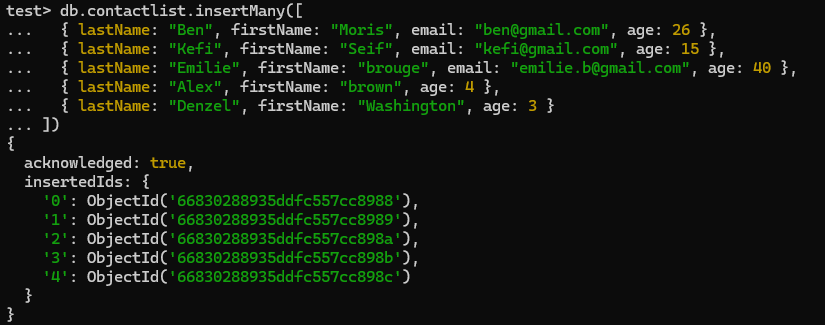 test> db.contactlist.insertMany([
...   { lastName: "Ben", firstName: "Moris", email: "ben@gmail.com", age: 26 },
...   { lastName: "Kefi", firstName: "Seif", email: "kefi@gmail.com", age: 15 },
...   { lastName: "Emilie", firstName: "brouge", email: "emilie.b@gmail.com", age: 40 },
...   { lastName: "Alex", firstName: "brown", age: 4 },
...   { lastName: "Denzel", firstName: "Washington", age: 3 }
... ])
{
  acknowledged: true,
  insertedIds: {
    '0': ObjectId('66830288935ddfc557cc8988'),
    '1': ObjectId('66830288935ddfc557cc8989'),
    '2': ObjectId('66830288935ddfc557cc898a'),
    '3': ObjectId('66830288935ddfc557cc898b'),
    '4': ObjectId('66830288935ddfc557cc898c')
  }
}